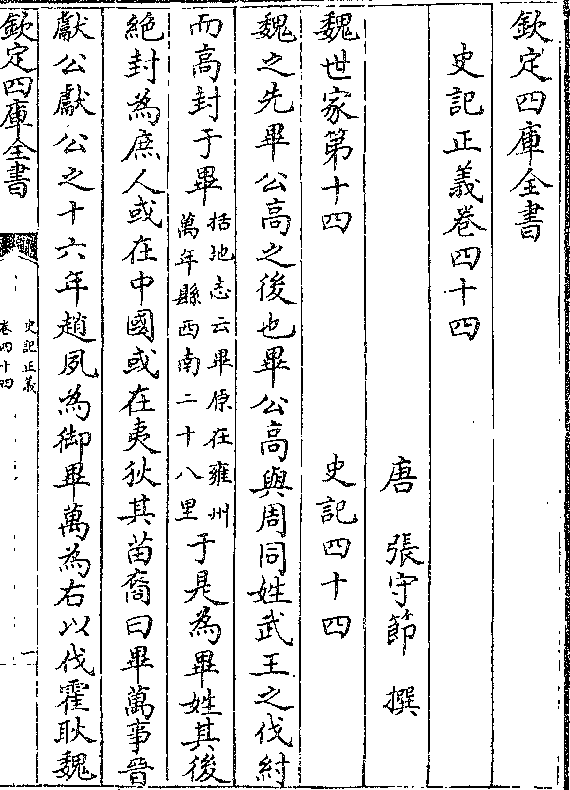 欽定四庫全書
史記正義卷四十四
唐 張守節 撰
魏世家第十四 史記四十四
魏之先畢公高之後也畢公高與周同姓武王之伐紂
而高封于畢括地志云畢原在雍州萬年縣西南二十八里于是為畢姓其後
絶封為庶人或在中國或在夷狄其苗裔曰畢萬事晉
獻公獻公之十六年趙夙為御畢萬為右以伐霍耿魏
欽定四庫全書
史記正義
卷四十四
一